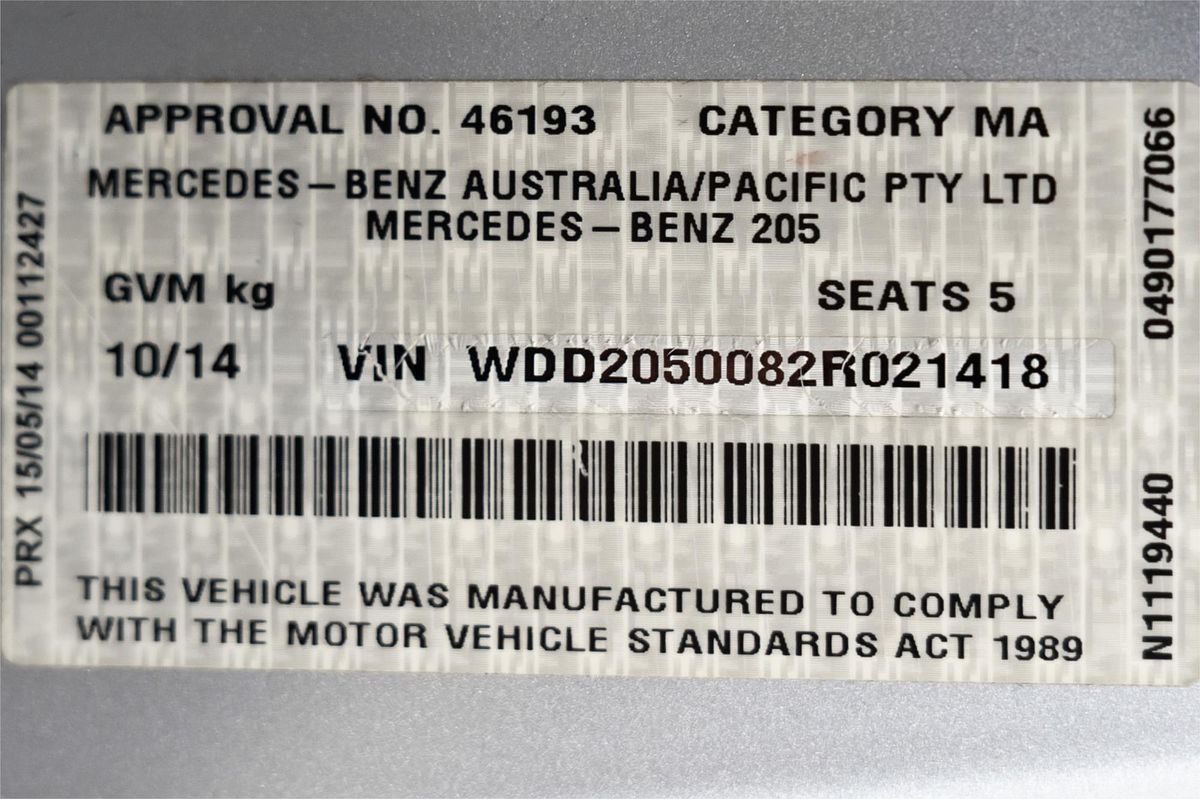 APPROVAL NO. 46193 CATEGORY MA
MERCEDES–BENZ AUSTRALIA/PACIFIC PTY LTD
MERCEDES–BENZ 205
GVM kg SEATS 5
10/14 VIN WDD2050082R021418
THIS VEHICLE WAS MANUFACTURED TO COMPLY
WITH THE MOTOR VEHICLE STANDARDS ACT 1989
PRX 15/05/14 00112427
N1119440 0490177066